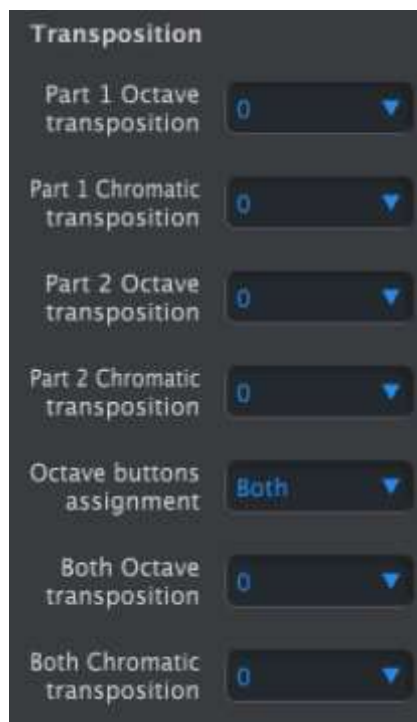 Transposition
Part 1 Octave
transposition
0
Part 1 Chromatic
transposition
0
Part 2 Octave
transposition
0
Part 2 Chromatic
transposition
0
Octave buttons
assignment
Both
Both Octave
transposition
0
Both Chromatic
transposition
0